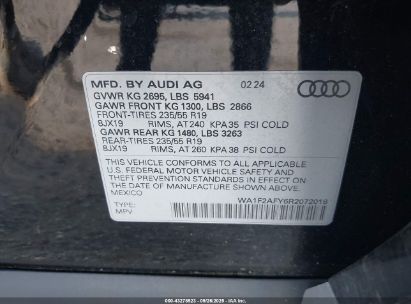 MFD. BY AUDI AG 02 24
GVWR KG 2695, LBS 5941
GAWR FRONT KG 1300, LBS 2866
FRONT-TIRES 235/55 R19
8JX19 RIMS, AT 240 KPA 35 PSI COLD
GAWR REAR KG 1480, LBS 3263
REAR-TIRES 235/55 R19
8JX19 RIMS, AT 260 KPA 38 PSI COLD
THIS VEHICLE CONFORMS TO ALL APPLICABLE
U.S. FEDERAL MOTOR VEHICLE SAFETY AND
THEFT PREVENTION STANDARDS IN EFFECT ON
THE DATE OF MANUFACTURE SHOWN ABOVE.
MEXICO
WA1F2AFY6R2072018
TYPE:
MPV